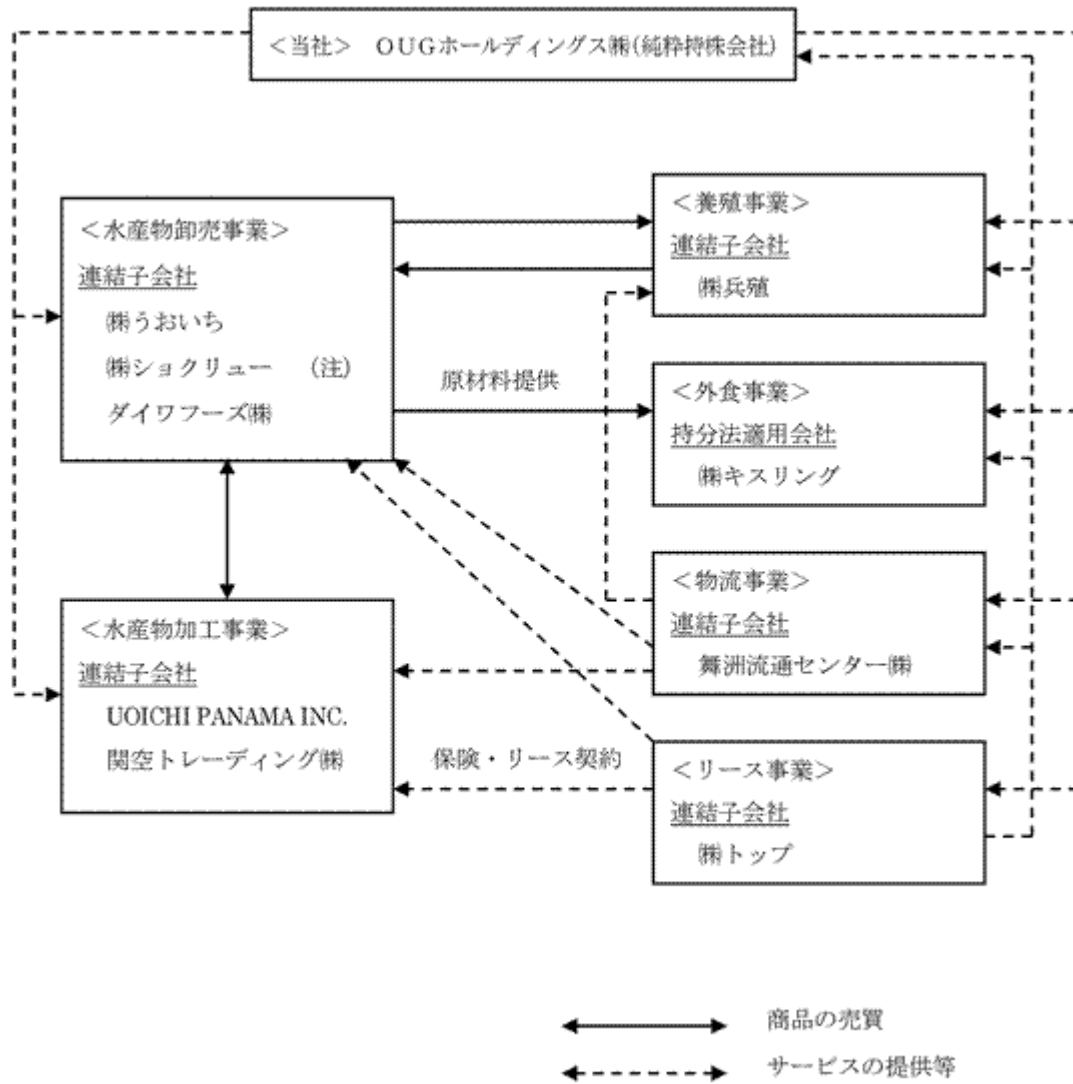 ＜当社＞　ＯＵＧホールディングス㈱(純粋持株会社)
＜水産物卸売事業＞
連結子会社
㈱うおいち
㈱ショクリュー　（注）
ダイワフーズ㈱
＜養殖事業＞
連結子会社
㈱兵殖
原材料提供
＜外食事業＞
持分法適用会社
㈱キスリング
＜物流事業＞
連結子会社
舞洲流通センター㈱
＜水産物加工事業＞
連結子会社
UOICHI PANAMA INC.
関空トレーディング㈱
保険・リース契約
＜リース事業＞
連結子会社
㈱トップ
商品の売買
サービスの提供等